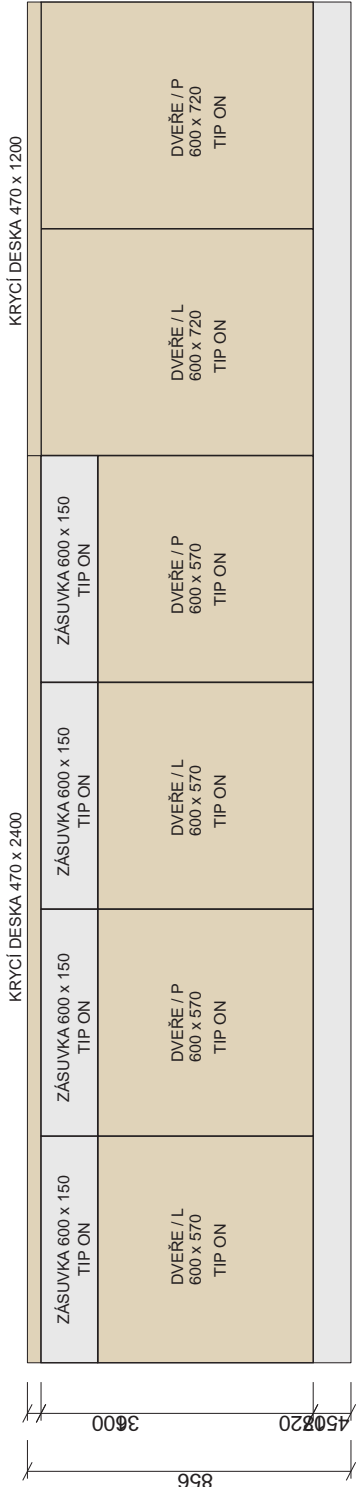 KRYCÍ DESKA 470 x 2400
KRYCÍ DESKA 470 x 1200
ZÁSUVKA 600 x 150
TIP ON
ZÁSUVKA 600 x 150
TIP ON
ZÁSUVKA 600 x 150
TIP ON
ZÁSUVKA 600 x 150
TIP ON
DVEŘE / L
600 x 570
TIP ON
DVEŘE / P
600 x 570
TIP ON
DVEŘE / L
600 x 570
TIP ON
DVEŘE / P
600 x 570
TIP ON
DVEŘE / L
600 x 720
TIP ON
DVEŘE / P
600 x 720
TIP ON
856